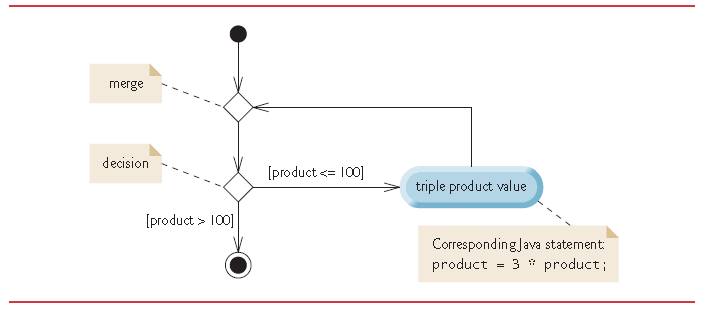 merge
decision
[product <= 100]
triple product value
[product > 100]
Corresponding Java statement:
product = 3 * product;